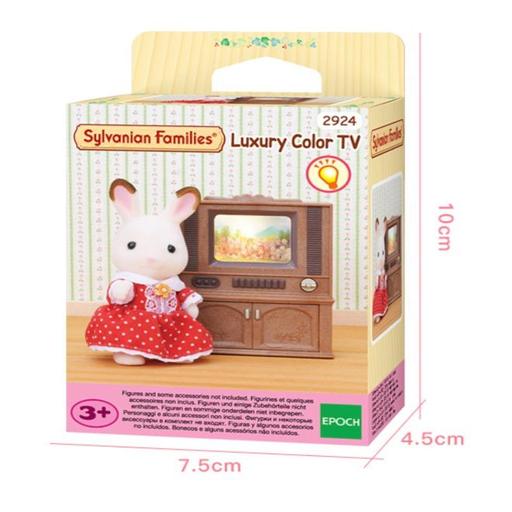 2924
Sylvanian Families®
Luxury Color TV
Figures and some accessories not included. Figurines et quelques
accessoires non inclus. Figuren und einige Zubehörteile nicht
enthalten. Figuren en sommige onderdelen niet inbegrepen.
Personaggi e alcuni accessori non inclusi. Фигурки и некоторые
аксессуары в комплект не входят. Figuras y algunos accesorios
no incluidos. Bonecos e alguns acessórios não incluídos.
3+
EPOCH
10cm
4.5cm
7.5cm